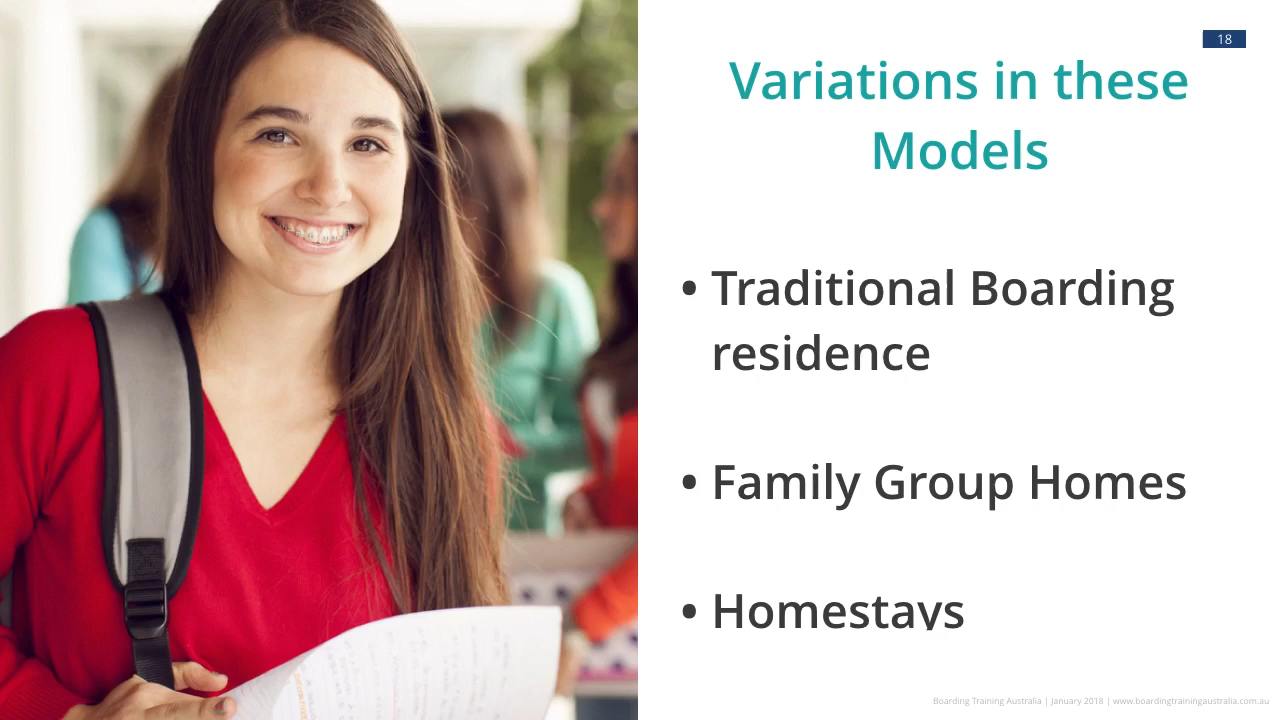 18
Variations in these
Models
• Traditional Boarding
residence
• Family Group Homes
• Homestays
Boarding Training Australia | January 2018 | www.boardingtrainingaustralia.com.au